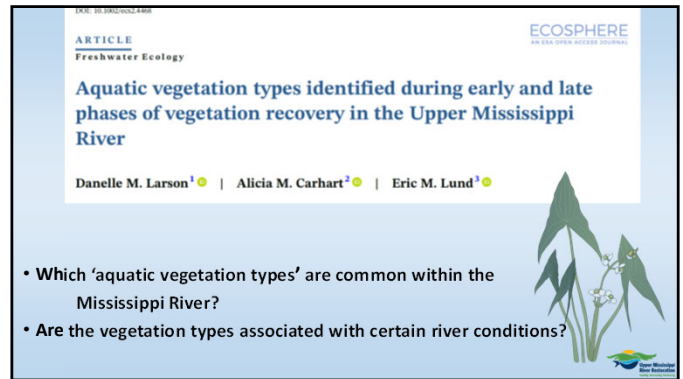 DOI: 10.1002/ecs2.4468
ECOSPHERE
AN ESA OPEN ACCESS JOURNAL
ARTICLE
Freshwater Ecology
Aquatic vegetation types identified during early and late
phases of vegetation recovery in the Upper Mississippi
River
Danelle M. Larson1 | Alicia M. Carhart2 | Eric M. Lund3
• Which ‘aquatic vegetation types’ are common within the
Mississippi River?
• Are the vegetation types associated with certain river conditions?
Upper Mississippi
River Restoration